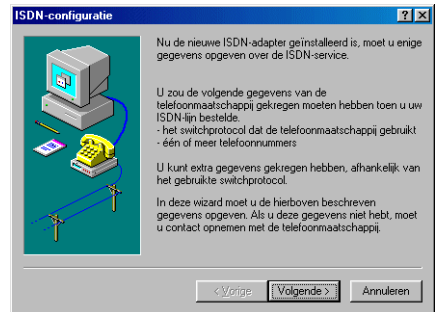 ISDN-configuratie
Nu de nieuwe ISDN-adapter geïnstalleerd is, moet u enige
gegevens opgeven over de ISDN-service.
U zou de volgende gegevens van de
telefoonmaatschappij gekregen moeten hebben toen u uw
ISDN-lijn bestelde.
- het switchprotocol dat de telefoonmaatschappij gebruikt
- één of meer telefoonnummers
U kunt extra gegevens gekregen hebben, afhankelijk van
het gebruikte switchprotocol.
In deze wizard moet u de hierboven beschreven
gegevens opgeven. Als u deze gegevens niet hebt, moet
u contact opnemen met de telefoonmaatschappij.
< Vorige Volgende > Annuleren